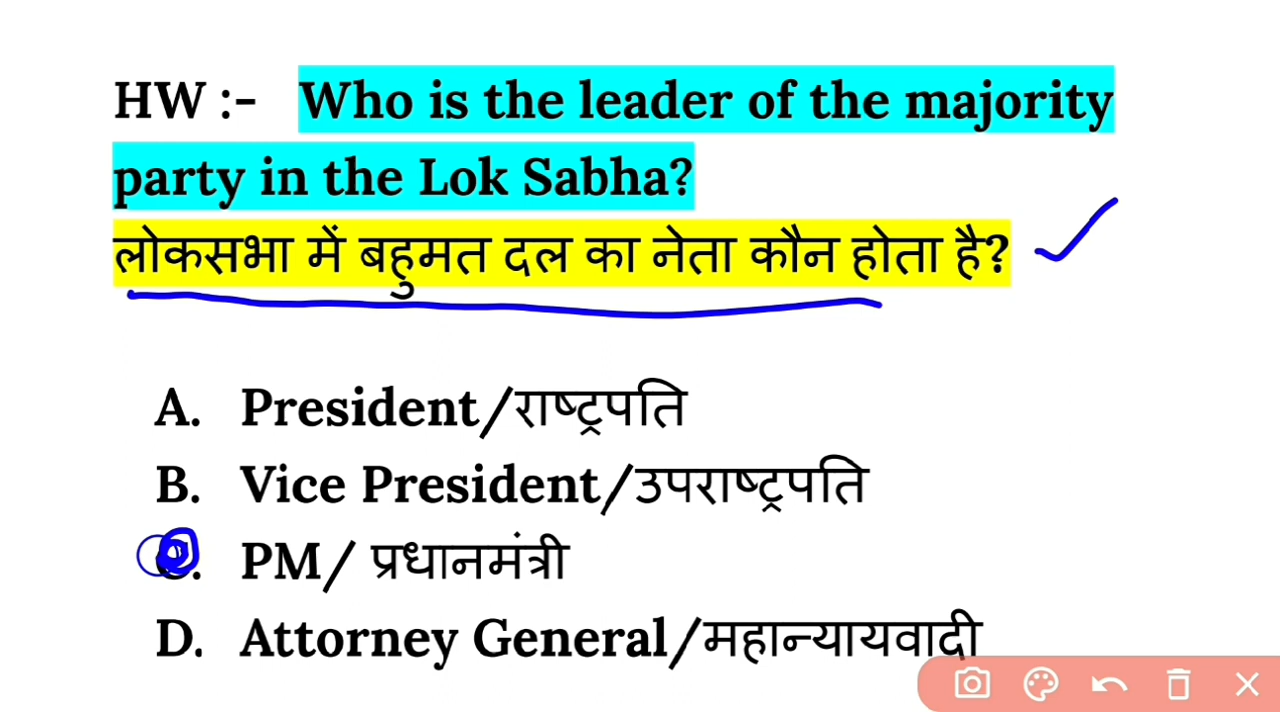 HW :- Who is the leader of the majority
party in the Lok Sabha?
लोकसभा में बहुमत दल का नेता कौन होता है?
A. President/राष्ट्रपति
B. Vice President/उपराष्ट्रपति
C. PM/ प्रधानमंत्री
D. Attorney General/महान्यायवादी